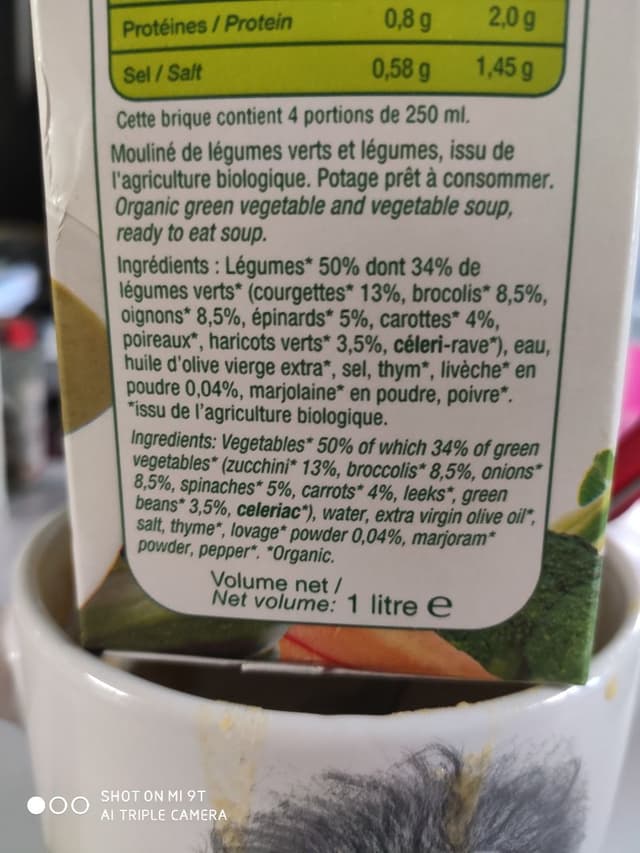 Protéines / Protein 0,8 g 2,0 g
Sel / Salt 0,58 g 1,45 g
Cette brique contient 4 portions de 250 ml.
Mouliné de légumes verts et légumes, issu de
l'agriculture biologique. Potage prêt à consommer.
Organic green vegetable and vegetable soup,
ready to eat soup.
Ingrédients : Légumes* 50% dont 34% de
légumes verts* (courgettes* 13%, brocolis* 8,5%,
oignons* 8,5%, épinards* 5%, carottes* 4%,
poireaux*, haricots verts* 3,5%, céleri-rave*), eau,
huile d'olive vierge extra*, sel, thym*, livèche* en
poudre 0,04%, marjolaine* en poudre, poivre*.
*issu de l'agriculture biologique.
Ingredients: Vegetables* 50% of which 34% of green
vegetables* (zucchini* 13%, broccolis* 8,5%, onions*
8,5%, spinaches* 5%, carrots* 4%, leeks*, green
beans* 3,5%, celeriac*), water, extra virgin olive oil*,
salt, thyme*, lovage* powder 0,04%, marjoram*
powder, pepper*. *Organic.
Volume net /
Net volume: 1 litre ℮
SHOT ON MI 9T
AI TRIPLE CAMERA